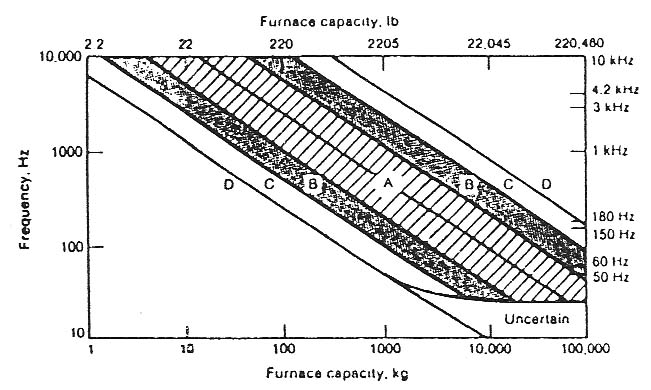 Furnace capacity, lb
2.2 22 220 2205 22,045 220,460
10,000 10 kHz
4.2 kHz
3 kHz
Frequency, Hz
1000 1 kHz
D C B A B C D
180 Hz
150 Hz
100
60 Hz
50 Hz
Uncertain
10
1 10 100 1000 10,000 100,000
Furnace capacity, kg